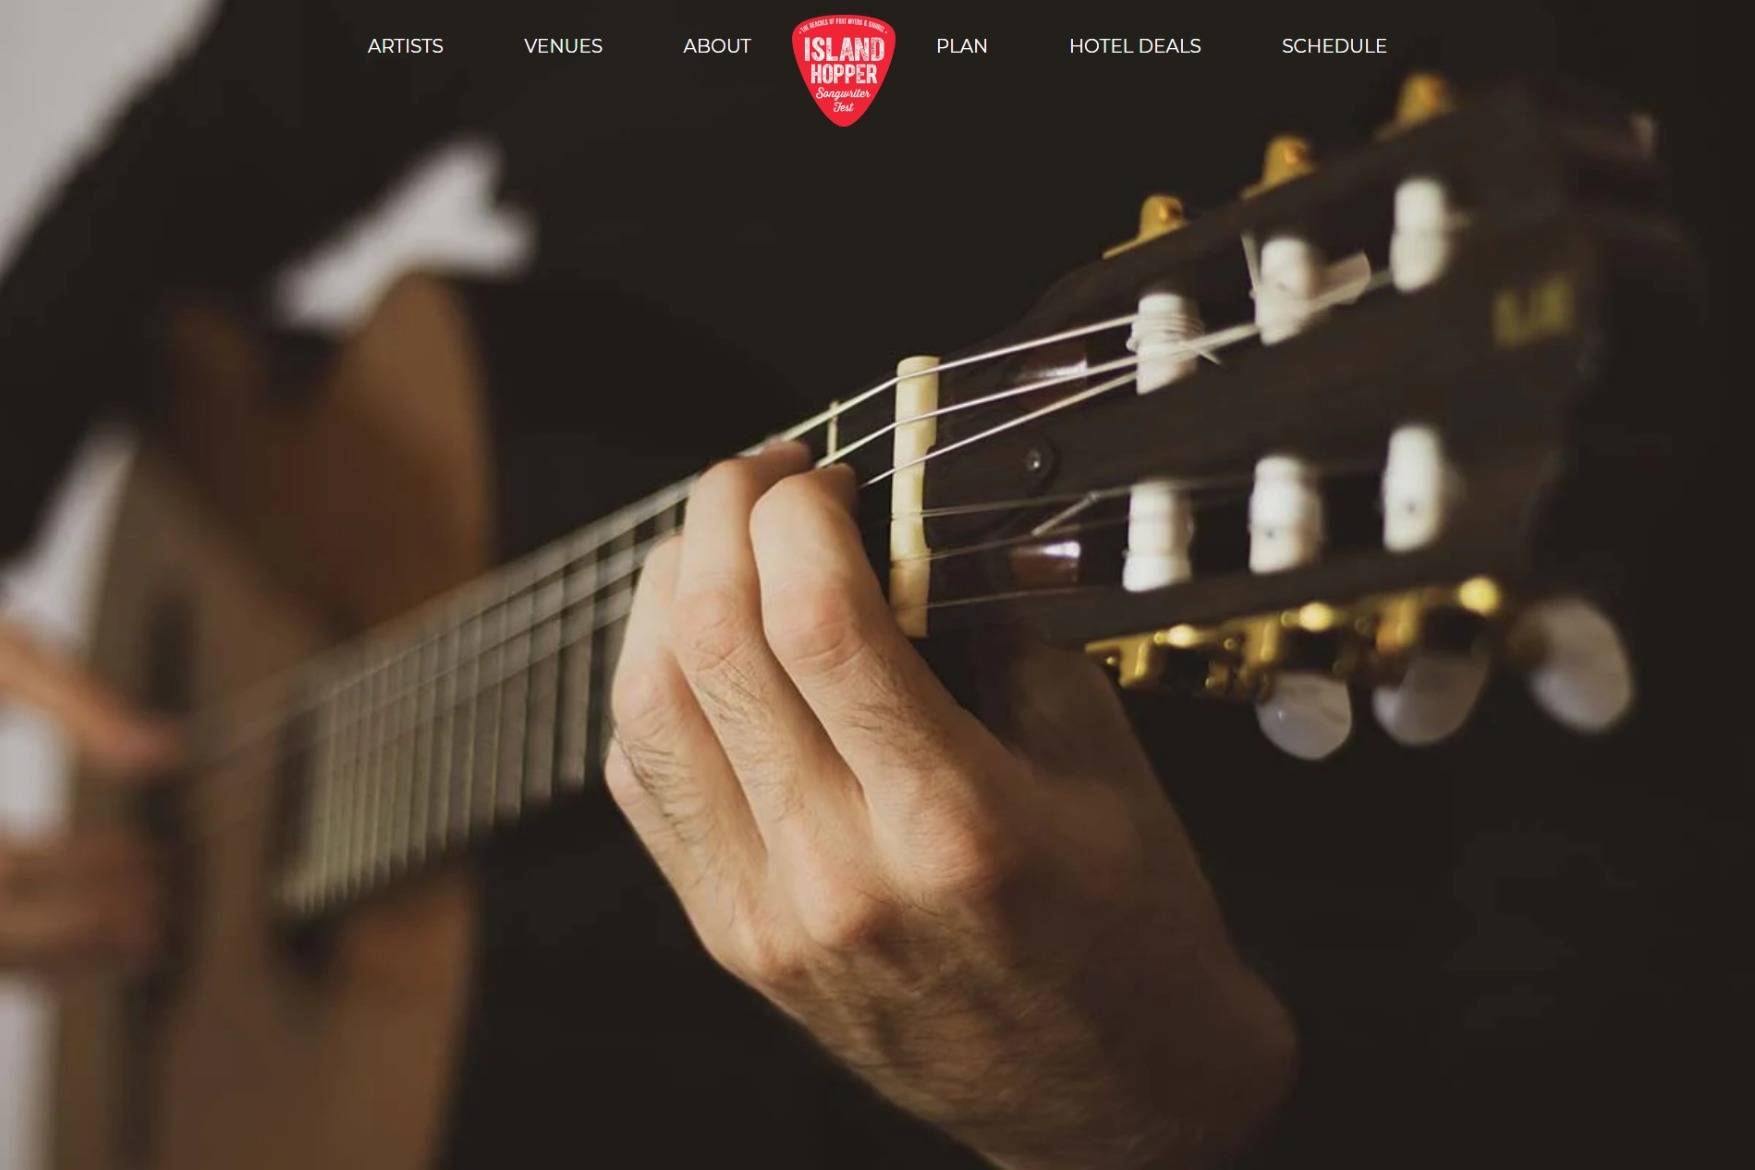 ARTISTS
VENUES
ABOUT
THE BEACHES OF FORT MYERS & SANIBEL
ISLAND
HOPPER
Songwriter
Fest
PLAN
HOTEL DEALS
SCHEDULE